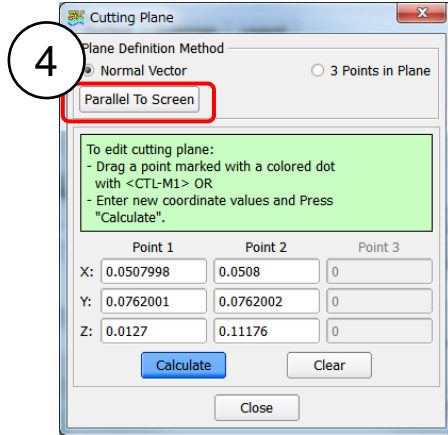 Cutting Plane
4
Plane Definition Method
Normal Vector
3 Points in Plane
Parallel To Screen
To edit cutting plane:
- Drag a point marked with a colored dot
with <CTL-M1> OR
- Enter new coordinate values and Press
"Calculate".
Point 1 Point 2 Point 3
X: 0.0507998 0.0508 0
Y: 0.0762001 0.0762002 0
Z: 0.0127 0.11176 0
Calculate Clear
Close